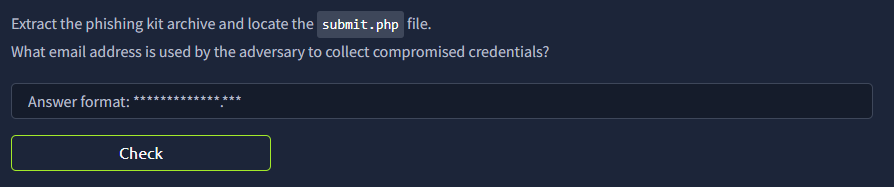 Extract the phishing kit archive and locate the submit.php file.
What email address is used by the adversary to collect compromised credentials?
Answer format: *************.***
Check